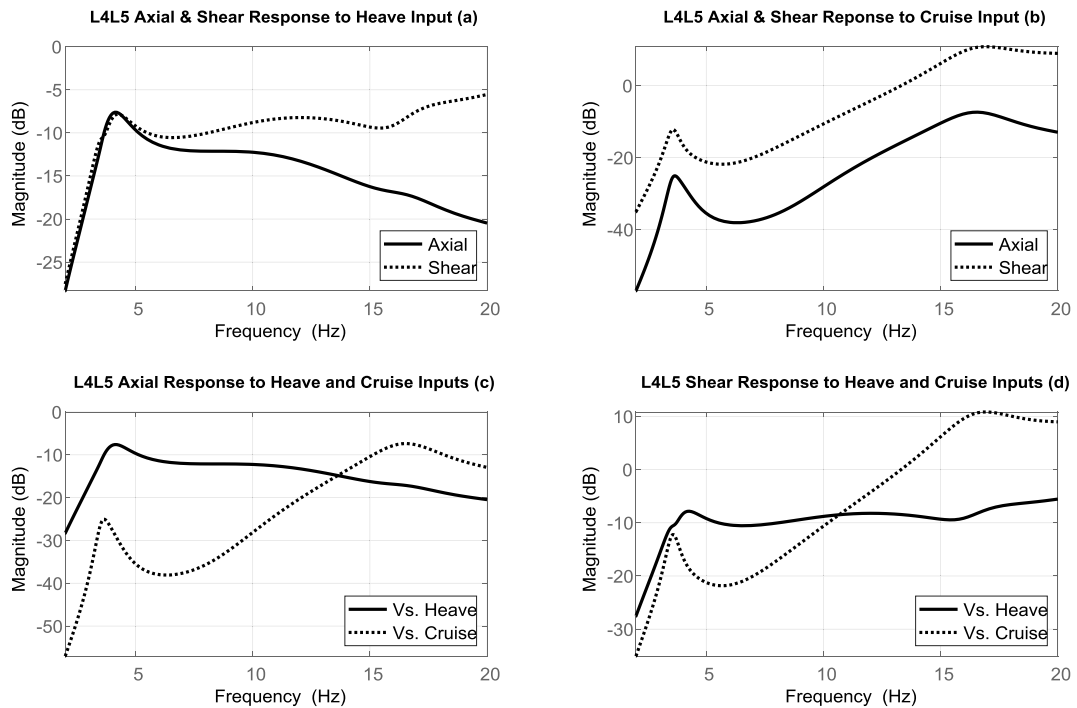 L4L5 Axial & Shear Response to Heave Input (a)
0
-5
-10
-15
-20
-25
Magnitude (dB)
Axial
Shear
5
10
15
20
Frequency (Hz)
L4L5 Axial & Shear Reponse to Cruise Input (b)
0
-20
-40
Magnitude (dB)
Axial
Shear
5
10
15
20
Frequency (Hz)
L4L5 Axial Response to Heave and Cruise Inputs (c)
0
-10
-20
-30
-40
-50
Magnitude (dB)
Vs. Heave
Vs. Cruise
5
10
15
20
Frequency (Hz)
L4L5 Shear Response to Heave and Cruise Inputs (d)
10
0
-10
-20
-30
Magnitude (dB)
Vs. Heave
Vs. Cruise
5
10
15
20
Frequency (Hz)